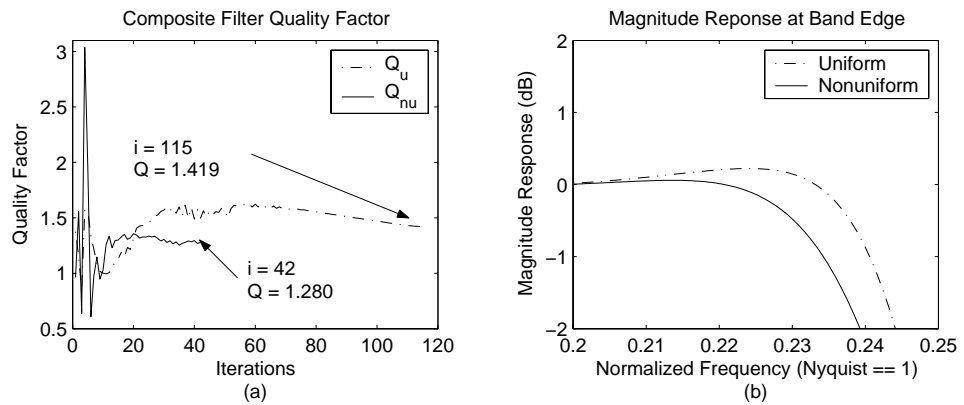 Composite Filter Quality Factor
3
2.5
2
1.5
1
0.5
Quality Factor
Q_u
Q_nu
i = 115
Q = 1.419
i = 42
Q = 1.280
0 20 40 60 80 100 120
Iterations
(a)
Magnitude Reponse at Band Edge
2
1
0
−1
−2
Magnitude Response (dB)
Uniform
Nonuniform
0.2 0.21 0.22 0.23 0.24 0.25
Normalized Frequency (Nyquist == 1)
(b)